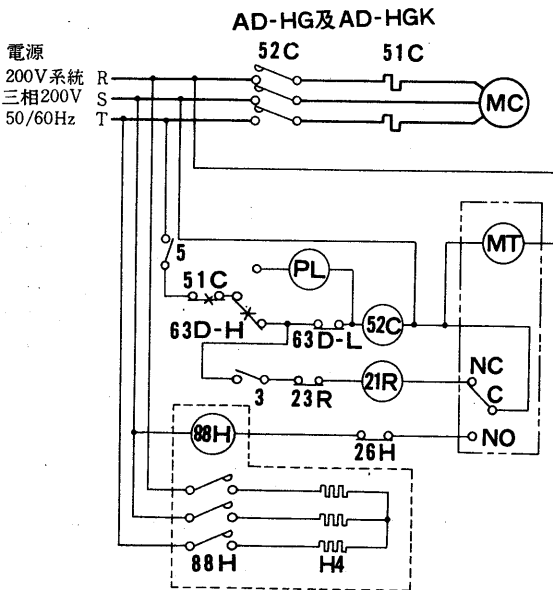 AD-HG及AD-HGK
52C 51C
電源
200V系統 R
三相200V S
50/60Hz T
MC
5
MT
PL
51C
63D-H
63D-L
52C
NC
C
3
23R
21R
88H
26H
NO
88H
H4